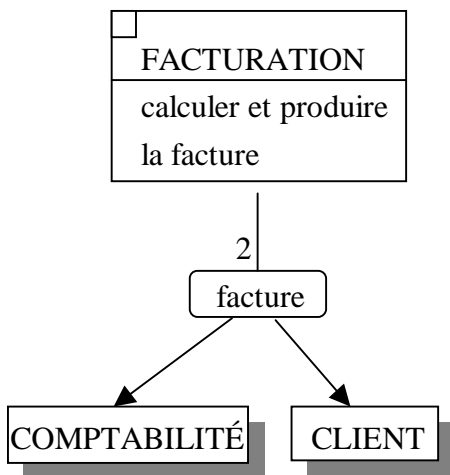 FACTURATION
calculer et produire
la facture
2
facture
COMPTABILITÉ
CLIENT